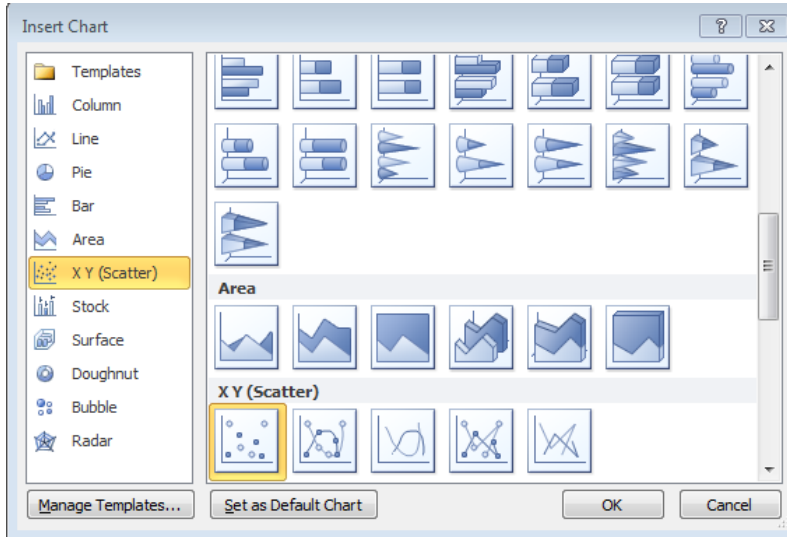 Insert Chart
Templates
Column
Line
Pie
Bar
Area
X Y (Scatter)
Stock
Surface
Doughnut
Bubble
Radar
Area
X Y (Scatter)
Manage Templates...
Set as Default Chart
OK
Cancel